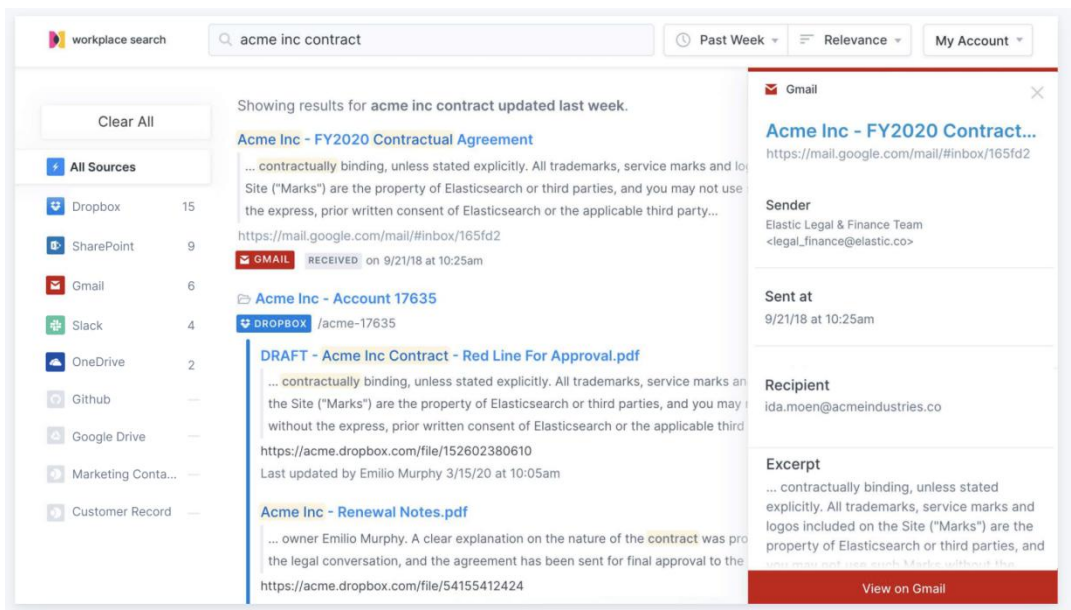 workplace search
acme inc contract
Past Week
Relevance
My Account
Clear All
All Sources
Dropbox 15
SharePoint 9
Gmail 6
Slack 4
OneDrive 2
Github —
Google Drive —
Marketing Conta... —
Customer Record —
Showing results for acme inc contract updated last week.
Acme Inc - FY2020 Contractual Agreement
... contractually binding, unless stated explicitly. All trademarks, service marks and lo
Site ("Marks") are the property of Elasticsearch or third parties, and you may not use
the express, prior written consent of Elasticsearch or the applicable third party...
https://mail.google.com/mail/#inbox/165fd2
GMAIL RECEIVED on 9/21/18 at 10:25am
Acme Inc - Account 17635
DROPBOX /acme-17635
DRAFT - Acme Inc Contract - Red Line For Approval.pdf
... contractually binding, unless stated explicitly. All trademarks, service marks an
the Site ("Marks") are the property of Elasticsearch or third parties, and you may
without the express, prior written consent of Elasticsearch or the applicable third
https://acme.dropbox.com/file/152602380610
Last updated by Emilio Murphy 3/15/20 at 10:05am
Acme Inc - Renewal Notes.pdf
... owner Emilio Murphy. A clear explanation on the nature of the contract was pro
the legal conversation, and the agreement has been sent for final approval to the
https://acme.dropbox.com/file/54155412424
Gmail
Acme Inc - FY2020 Contract...
https://mail.google.com/mail/#inbox/165fd2
Sender
Elastic Legal & Finance Team
<legal_finance@elastic.co>
Sent at
9/21/18 at 10:25am
Recipient
ida.moen@acmeindustries.co
Excerpt
... contractually binding, unless stated
explicitly. All trademarks, service marks and
logos included on the Site ("Marks") are the
property of Elasticsearch or third parties, and
you may not use such Marks without the
View on Gmail